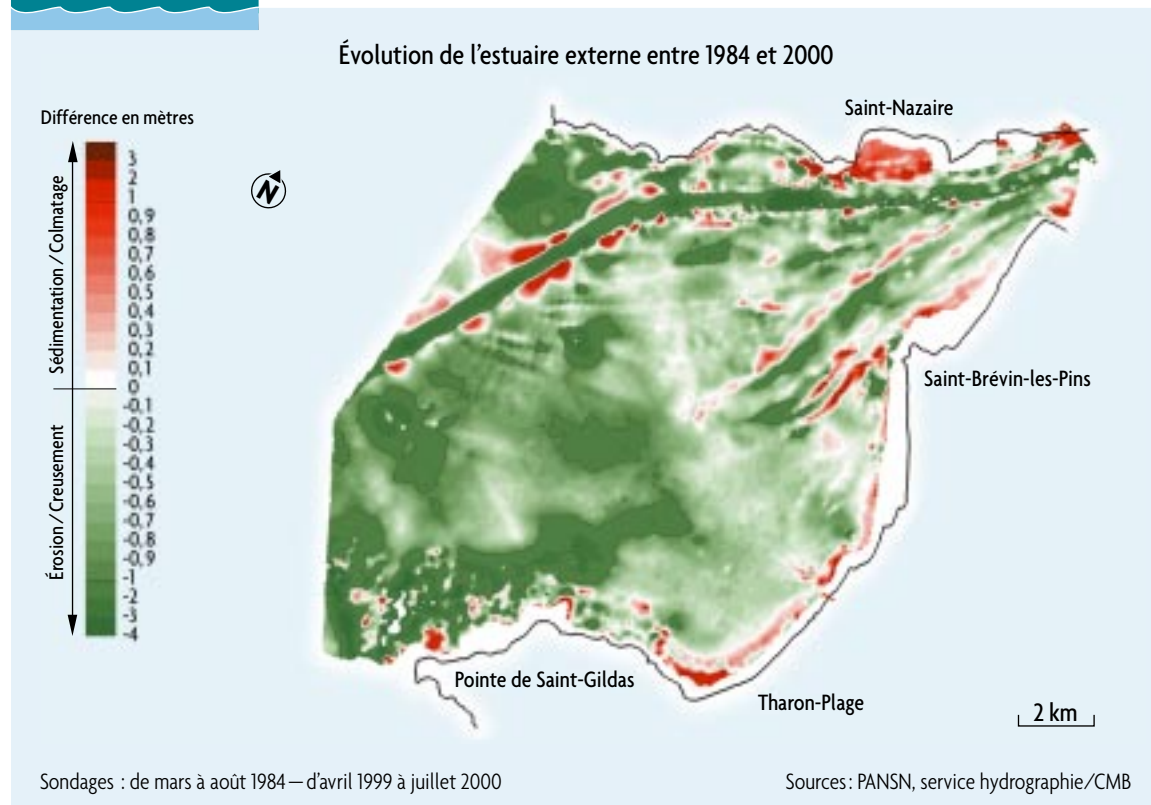 Évolution de l’estuaire externe entre 1984 et 2000
Différence en mètres
Sédimentation / Colmatage
Érosion / Creusement
3
2
1
0,9
0,8
0,7
0,6
0,5
0,4
0,3
0,2
0,1
0
-0,1
-0,2
-0,3
-0,4
-0,5
-0,6
-0,7
-0,8
-0,9
-1
-2
-3
-4
N
Saint-Nazaire
Saint-Brévin-les-Pins
Pointe de Saint-Gildas
Tharon-Plage
2 km
Sondages : de mars à août 1984 — d’avril 1999 à juillet 2000
Sources : PANSN, service hydrographie/CMB